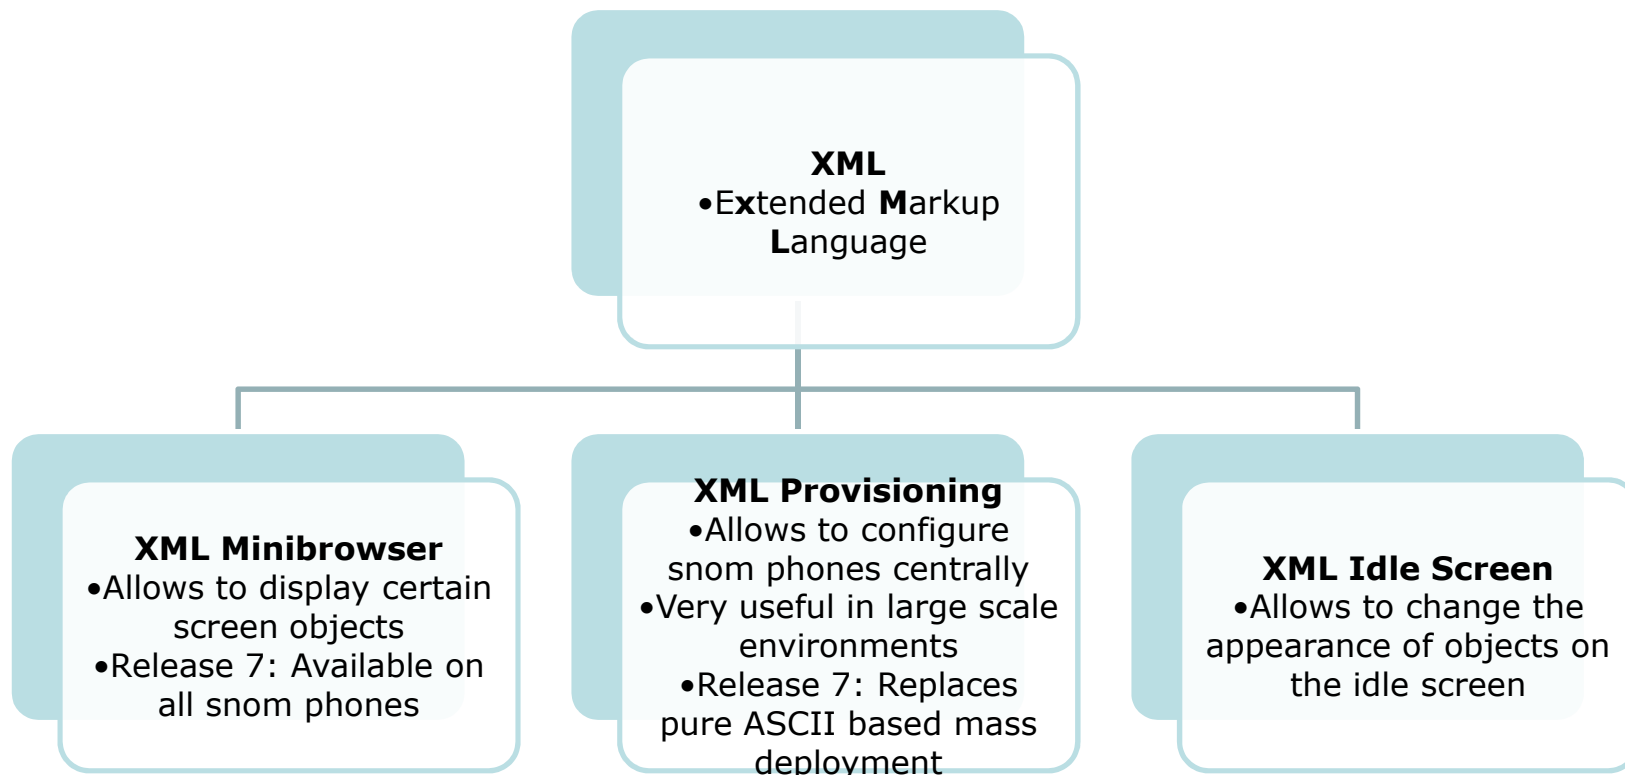 XML
•Extended Markup
Language
XML Minibrowser
•Allows to display certain
screen objects
•Release 7: Available on
all snom phones
XML Provisioning
•Allows to configure
snom phones centrally
•Very useful in large scale
environments
•Release 7: Replaces
pure ASCII based mass
deployment
XML Idle Screen
•Allows to change the
appearance of objects on
the idle screen